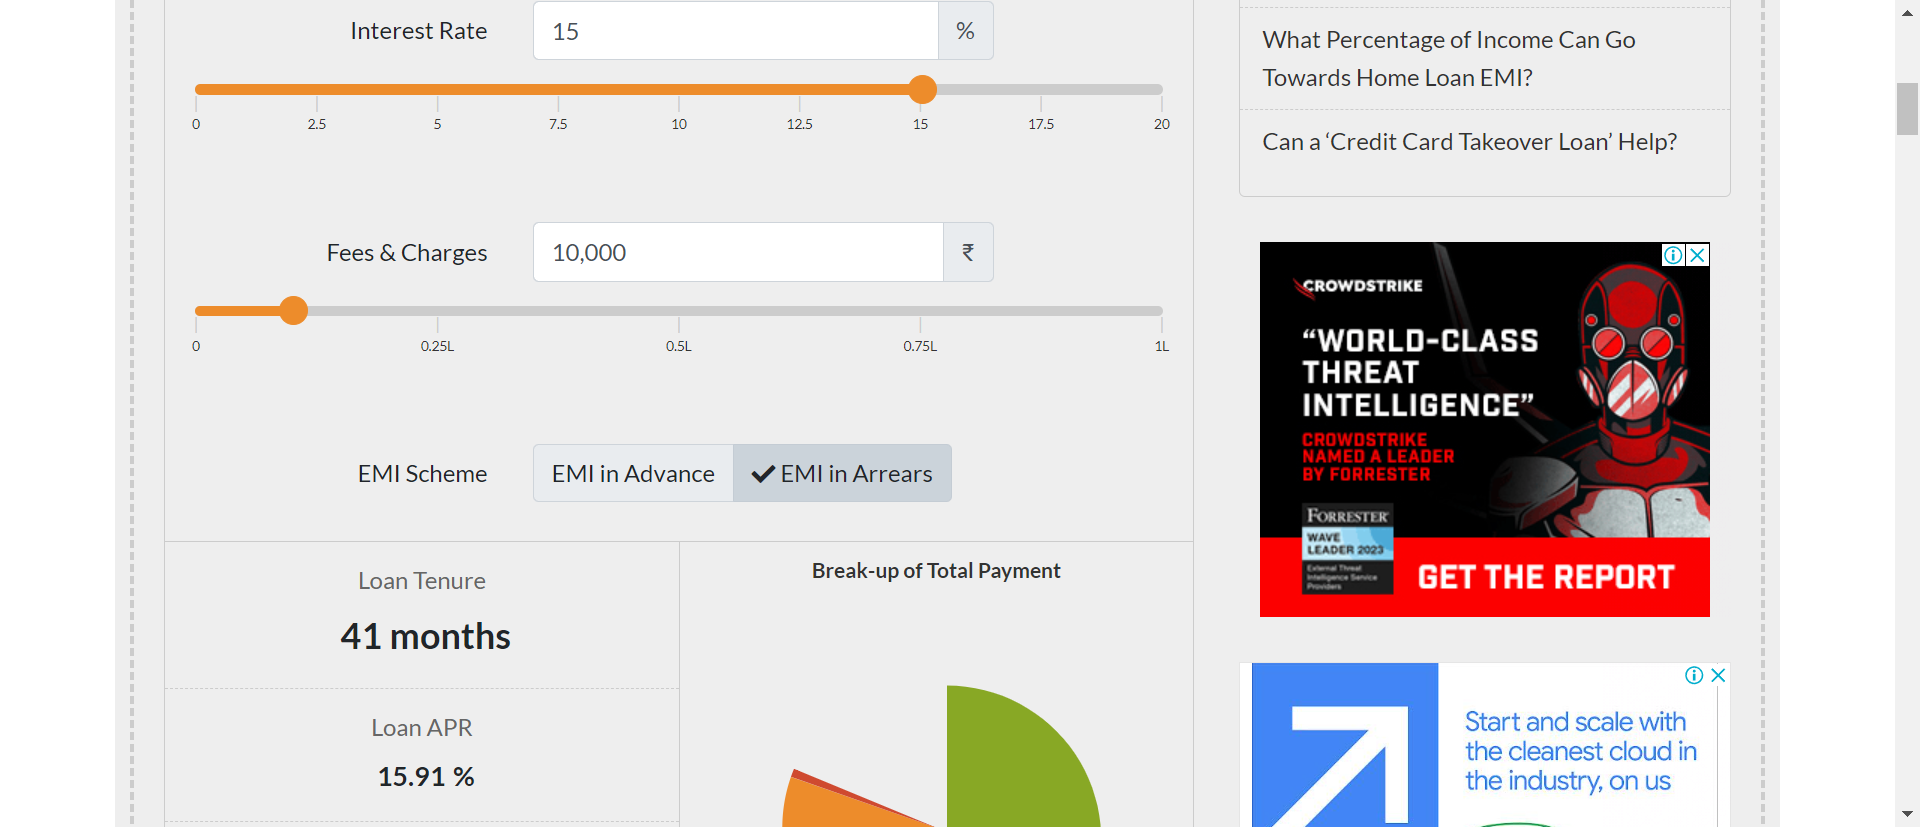 Interest Rate
15
%
0 2.5 5 7.5 10 12.5 15 17.5 20
Fees & Charges
10,000
₹
0 0.25L 0.5L 0.75L 1L
EMI Scheme
EMI in Advance
EMI in Arrears
Loan Tenure
41 months
Loan APR
15.91 %
Break-up of Total Payment
What Percentage of Income Can Go
Towards Home Loan EMI?
Can a ‘Credit Card Takeover Loan’ Help?
CROWDSTRIKE
“WORLD-CLASS
THREAT
INTELLIGENCE”
CROWDSTRIKE
NAMED A LEADER
BY FORRESTER
FORRESTER
WAVE
LEADER 2023
External Threat
Intelligence Service
Providers
GET THE REPORT
Start and scale with
the cleanest cloud in
the industry, on us